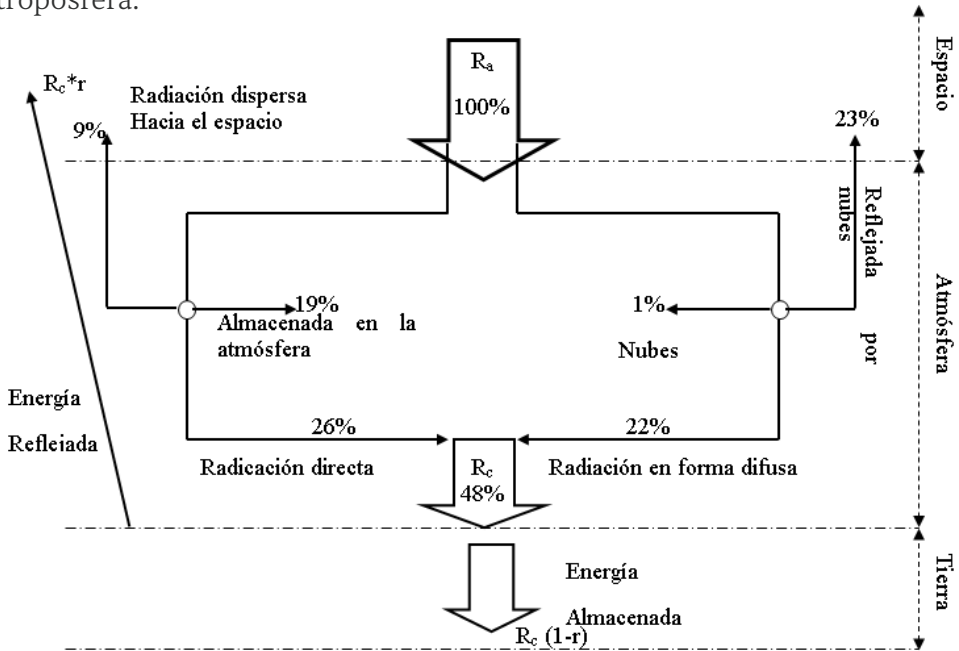 troposfera.
Ra
100%
Rc*r
Radiación dispersa
Hacia el espacio
9%
23%
Espacio
Reflejada por
nubes
19%
Almacenada en la
atmósfera
1%
Nubes
Atmósfera
Energía
Reflejada
26%
Radicación directa
22%
Radiación en forma difusa
Rc
48%
Energía
Almacenada
Rc (1-r)
Tierra